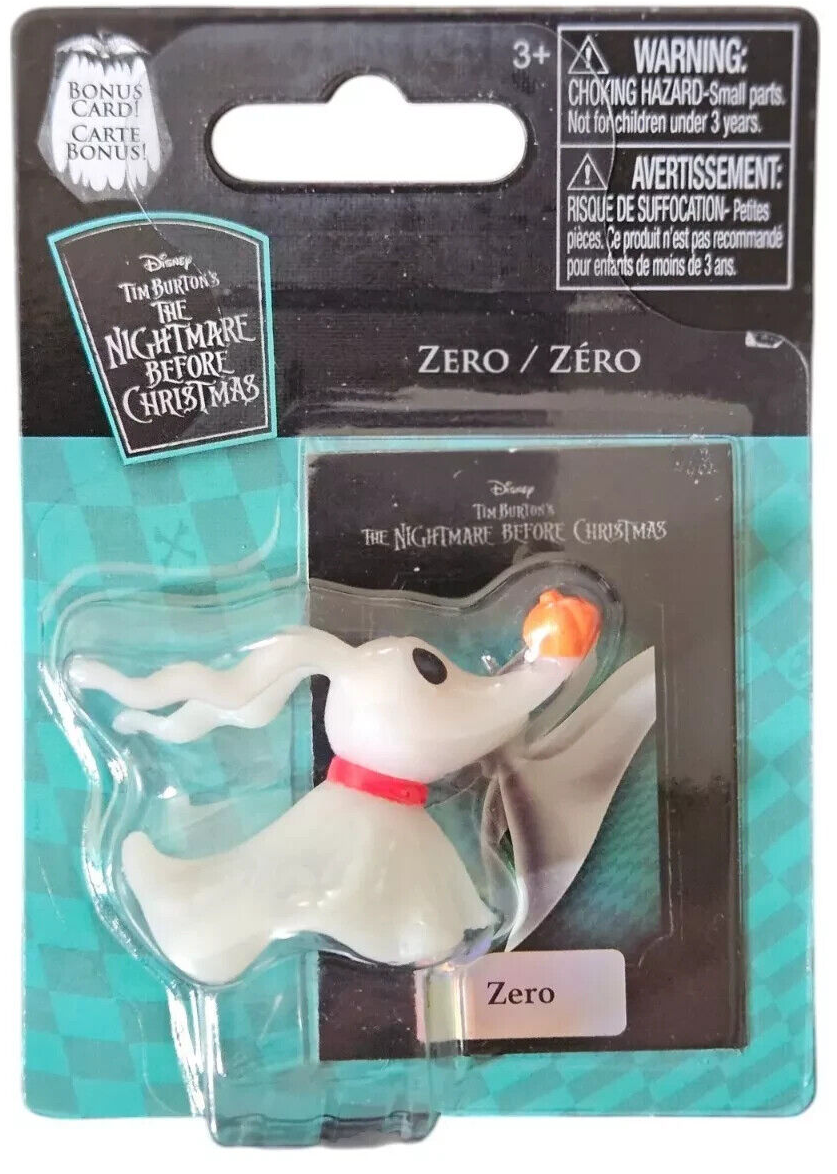 BONUS
CARD!
CARTE
BONUS!
3+
WARNING:
CHOKING HAZARD-Small parts.
Not for children under 3 years.
AVERTISSEMENT:
RISQUE DE SUFFOCATION- Petites
pièces. Ce produit n'est pas recommandé
pour enfants de moins de 3 ans.
Disney
TIM BURTON'S
THE
NIGHTMARE
BEFORE
CHRISTMAS
ZERO / ZÉRO
Disney
TIM BURTON'S
THE NIGHTMARE BEFORE CHRISTMAS
Zero